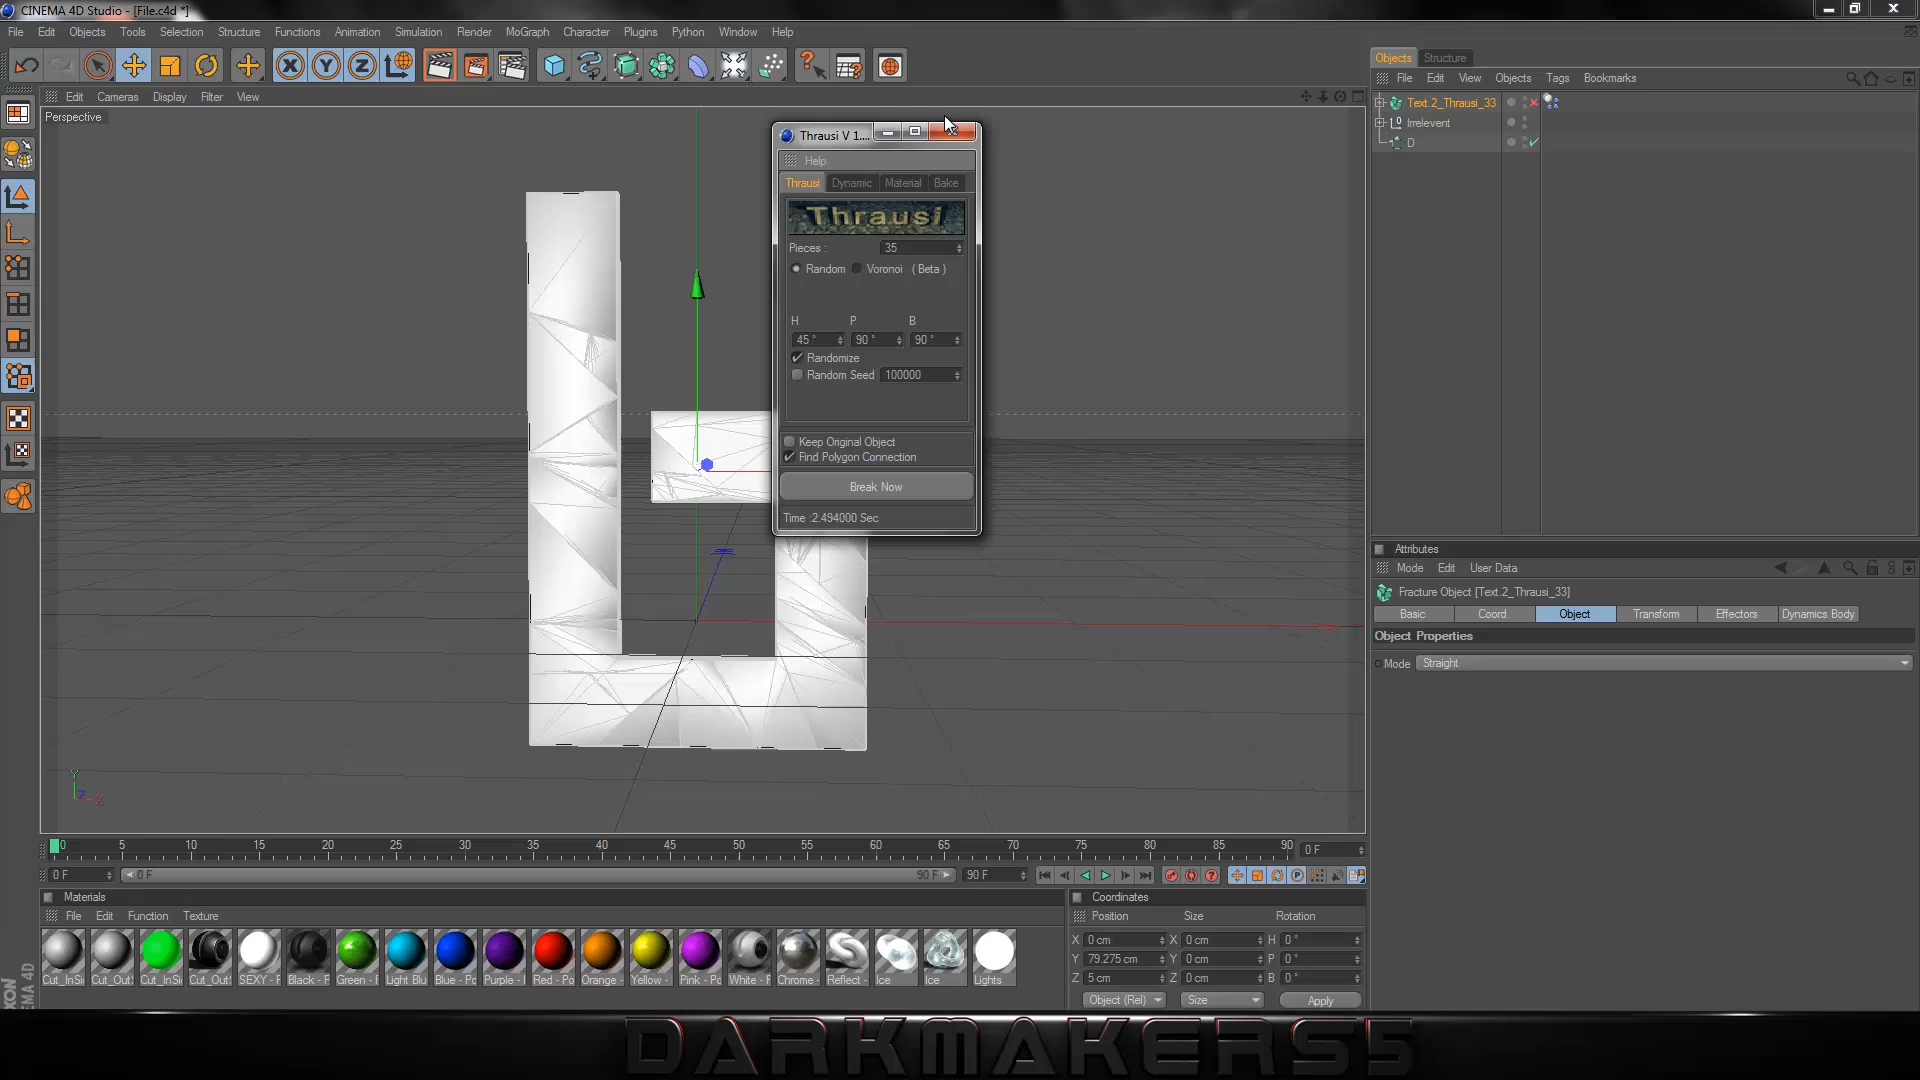 CINEMA 4D Studio - [File.c4d *]
File Edit Objects Tools Selection Structure Functions Animation Simulation Render MoGraph Character Plugins Python Window Help
X Y Z
Objects Structure
File Edit View Objects Tags Bookmarks
Edit Cameras Display Filter View
Perspective
Text.2_Thrausi_33
Irrelevent
D
Thrausi V 1....
Help
Thrausi Dynamic Material Bake
Thrausi
Pieces : 35
Random Voronoi ( Beta )
H P B
45 ° 90 ° 90 °
Randomize
Random Seed 100000
Keep Original Object
Find Polygon Connection
Break Now
Time :2.494000 Sec
Attributes
Mode Edit User Data
Fracture Object [Text.2_Thrausi_33]
Basic Coord. Object Transform Effectors Dynamics Body
Object Properties
Mode Straight
Y
Z X
0 5 10 15 20 25 30 35 40 45 50 55 60 65 70 75 80 85 90 0 F
0 F 0 F 90 F 90 F
Materials
File Edit Function Texture
Cut_InSi Cut_Out Cut_InSi Cut_Out SEXY - F Black - F Green - Light Blu Blue - Po Purple - Red - Po Orange - Yellow - Pink - Po White - F Chrome - Reflect - Ice Ice Lights
Coordinates
Position Size Rotation
X 0 cm X 0 cm H 0 °
Y 79.275 cm Y 0 cm P 0 °
Z 5 cm Z 0 cm B 0 °
Object (Rel) Size Apply
DARKMAKERS5